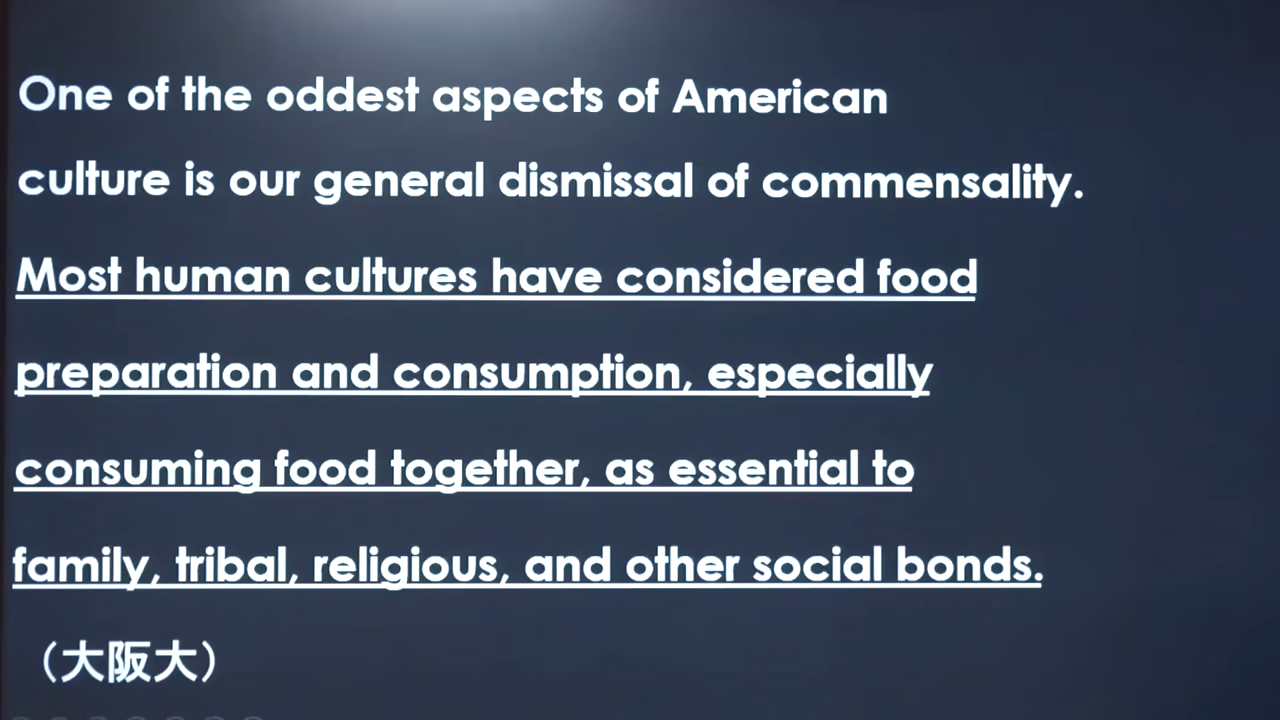 One of the oddest aspects of American
culture is our general dismissal of commensality.
Most human cultures have considered food
preparation and consumption, especially
consuming food together, as essential to
family, tribal, religious, and other social bonds.
（大阪大）